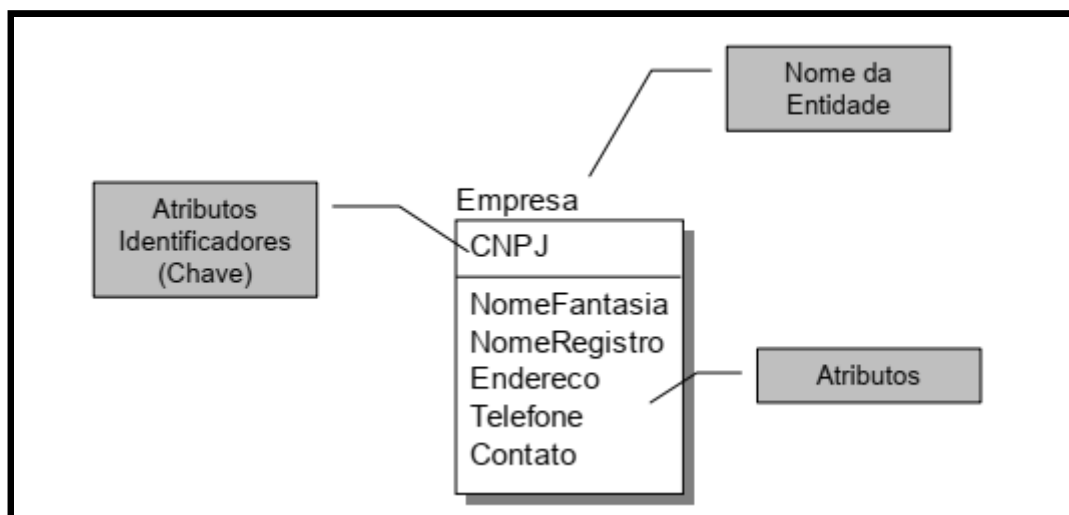 Nome da
Entidade
Atributos
Identificadores
(Chave)
Empresa
CNPJ
NomeFantasia
NomeRegistro
Endereco
Telefone
Contato
Atributos